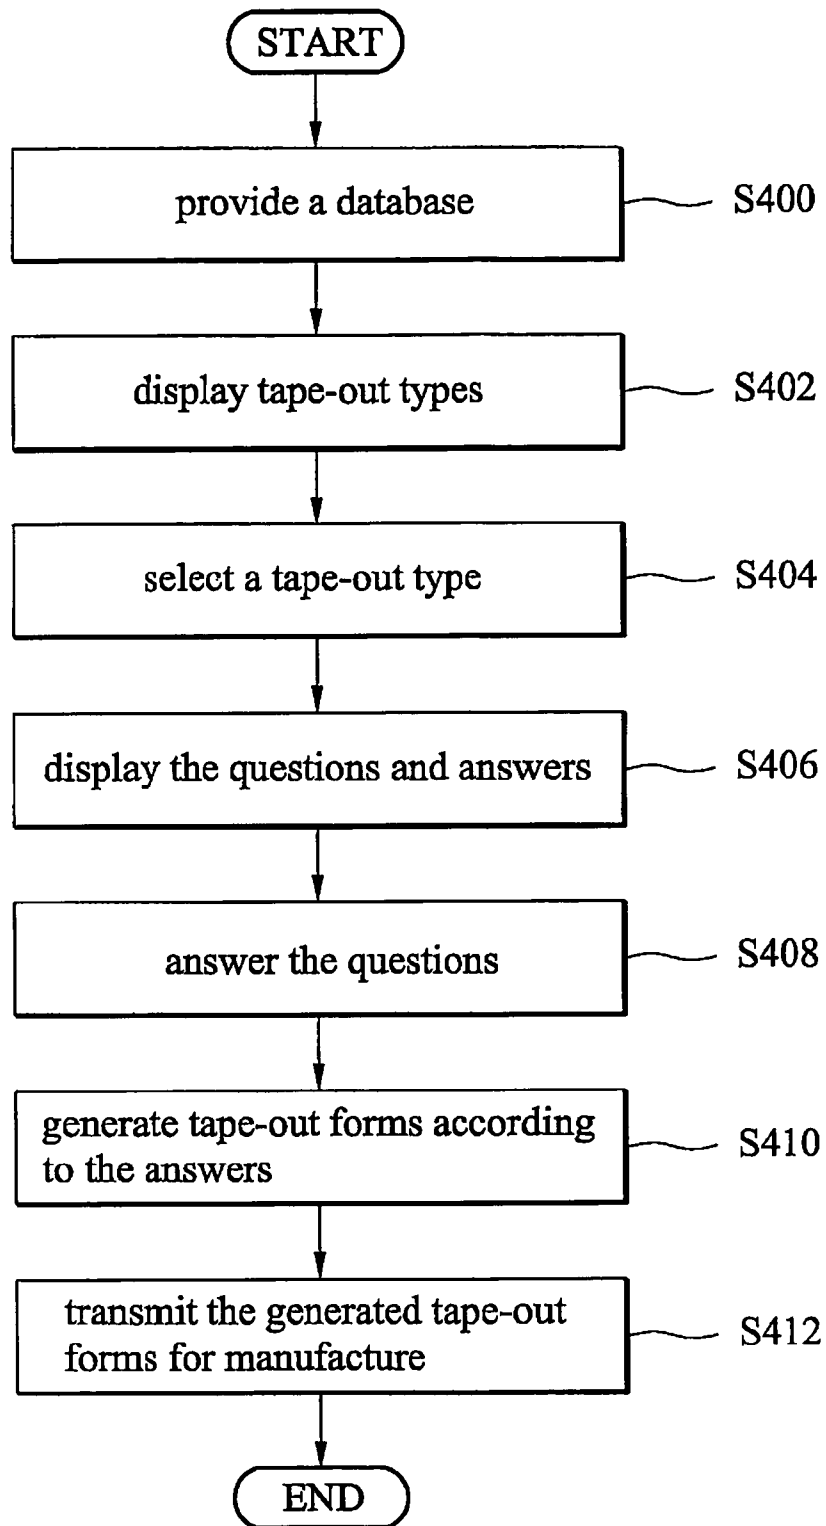 START
provide a database
S400
display tape-out types
S402
select a tape-out type
S404
display the questions and answers
S406
answer the questions
S408
generate tape-out forms according
to the answers
S410
transmit the generated tape-out
forms for manufacture
S412
END